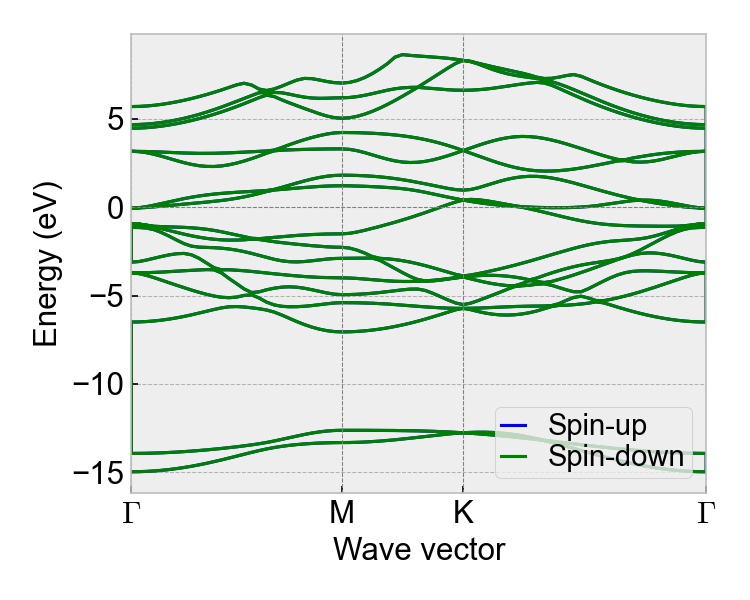 Energy (eV)
5
0
−5
−10
−15
Spin-up
Spin-down
Γ M K Γ
Wave vector